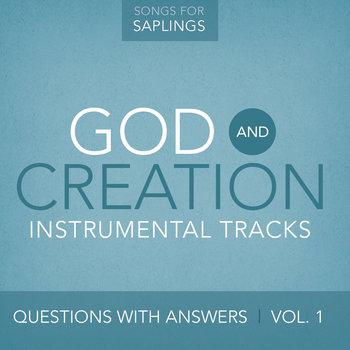 SONGS FOR
SAPLINGS
GOD AND
CREATION
INSTRUMENTAL TRACKS
QUESTIONS WITH ANSWERS | VOL. 1